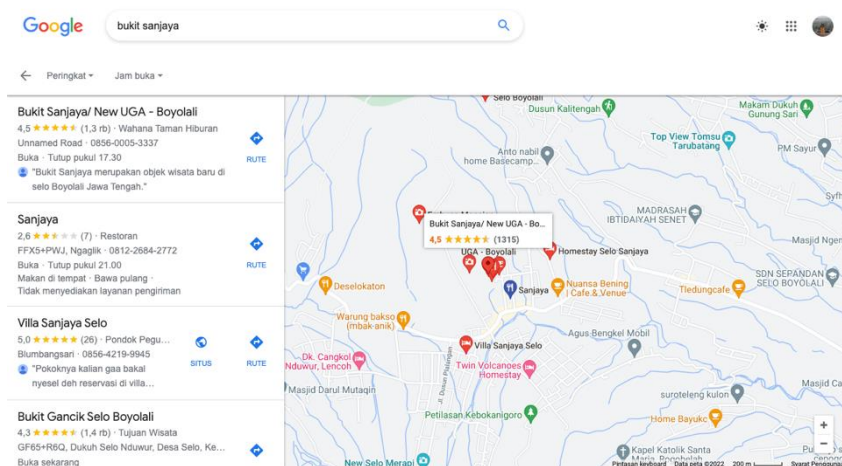 Google
bukit sanjaya
Peringkat
Jam buka
Bukit Sanjaya/ New UGA - Boyolali
4,5 (1,3 rb) · Wahana Taman Hiburan
Unnamed Road · 0856-0005-3337
Buka · Tutup pukul 17.30
"Bukit Sanjaya merupakan objek wisata baru di
selo Boyolali Jawa Tengah."
RUTE
Sanjaya
2,6 (7) · Restoran
FFX5+PWJ, Ngaglik · 0812-2684-2772
Buka · Tutup pukul 21.00
Makan di tempat · Bawa pulang ·
Tidak menyediakan layanan pengiriman
RUTE
Villa Sanjaya Selo
5,0 (26) · Pondok Pegu...
Blumbangsari · 0856-4219-9945
"Pokoknya kalian gaa bakal
nyesel deh reservasi di villa...
SITUS
RUTE
Bukit Gancik Selo Boyolali
4,3 (1,4 rb) · Tujuan Wisata
GF65+R6Q, Dukuh Selo Nduwur, Desa Selo, Ke...
Buka sekarang
Selo Boyolali
Dusun Kalitengah
Makam Dukuh
Gunung Sari
Top View Tomsu
Tarubatang
PM Sayur
Anto nabil
home Basecamp...
MADRASAH
IBTIDAIYAH SENET
Bukit Sanjaya/ New UGA - Bo...
4,5 (1315)
UGA - Boyolali
Homestay Selo Sanjaya
Masjid Nger
SDN SEPANDAN
SELO BOYOLALI
Deselokaton
Sanjaya
Nuansa Bening
| Cafe & Venue
Tledungcafe
Warung bakso
(mbak anik)
Agus Bengkel Mobil
Villa Sanjaya Selo
Dk. Cangkol
Nduwur, Lencoh
Twin Volcanoes
Homestay
Masjid Darul Mutaqin
Jl. Dusun
Masjid Ca
suroteleng kulon
Petilasan Kebokanigoro
Home Bayukc
Kapel Katolik Santa
New Selo Merapi
Pintasan keyboard
Data peta ©2022
200 m
Syarat Penggunaan